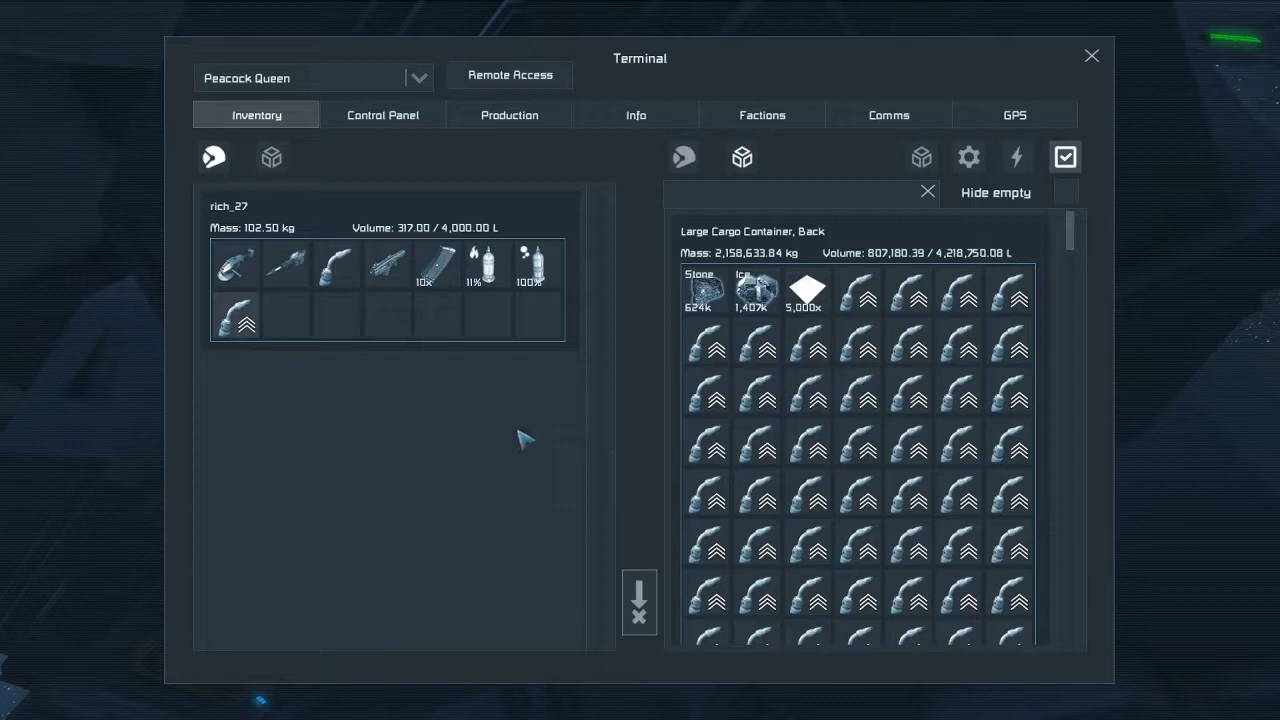 Terminal
Peacock Queen
Remote Access
Inventory
Control Panel
Production
Info
Factions
Comms
GPS
Hide empty
rich_27
Mass: 102.50 kg Volume: 317.00 / 4,000.00 L
10x
11%
100%
Large Cargo Container, Back
Mass: 2,158,633.84 kg Volume: 807,180.39 / 4,218,750.08 L
Stone
Ice
624k
1,407k
5,000x